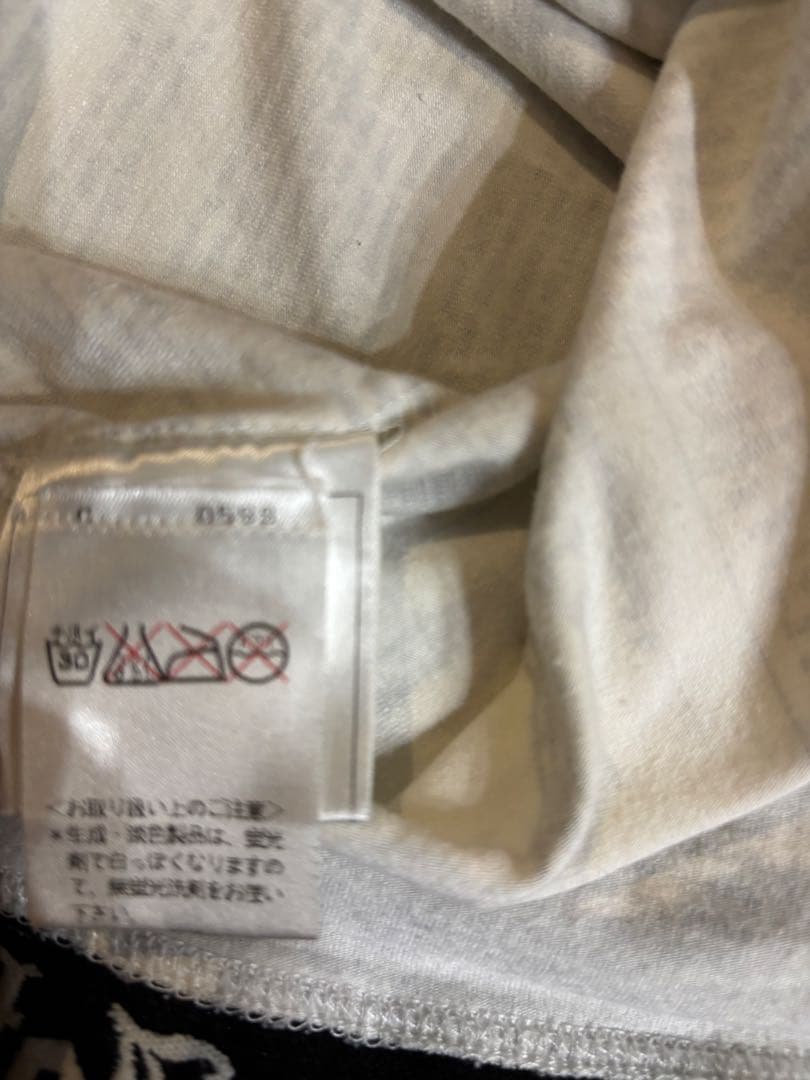 0593
30
<お取り扱い上のご注意>
*生成・淡色製品は、蛍光
剤で白っぽくなりますの
で、無蛍光洗剤をお使い
下さい。